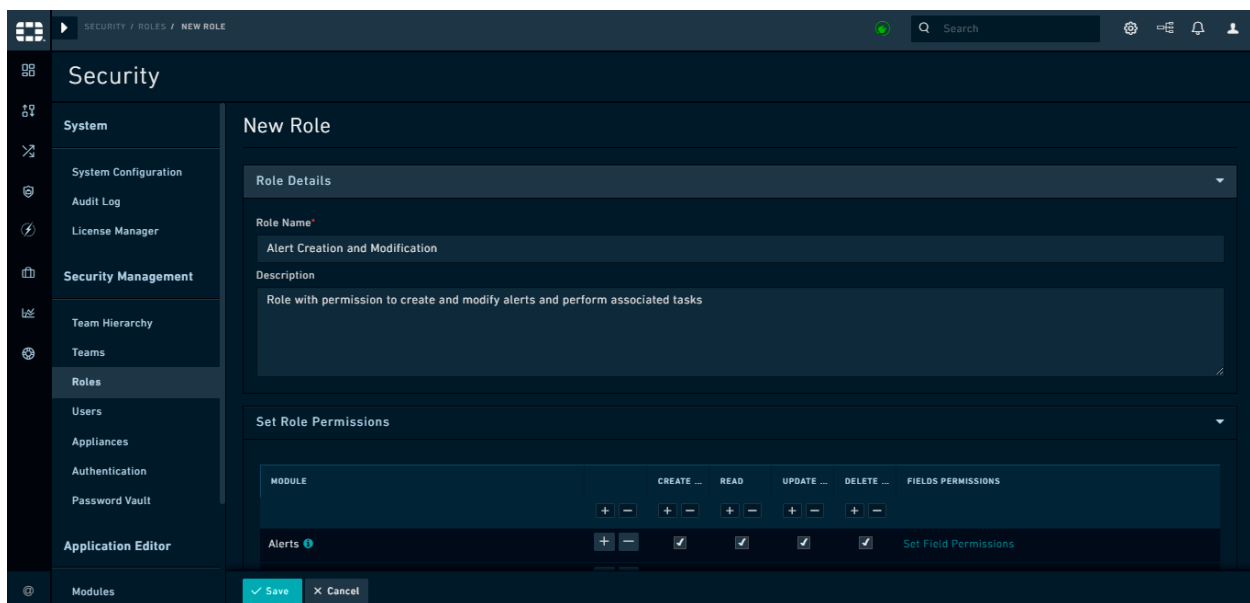 SECURITY / ROLES / NEW ROLE
Search
Security
System
System Configuration
Audit Log
License Manager
Security Management
Team Hierarchy
Teams
Roles
Users
Appliances
Authentication
Password Vault
Application Editor
Modules
@
New Role
Role Details
Role Name*
Alert Creation and Modification
Description
Role with permission to create and modify alerts and perform associated tasks
Set Role Permissions
MODULE CREATE ... READ UPDATE ... DELETE ... FIELDS PERMISSIONS
+ − + − + − + − + −
Alerts + − Set Field Permissions
Save Cancel